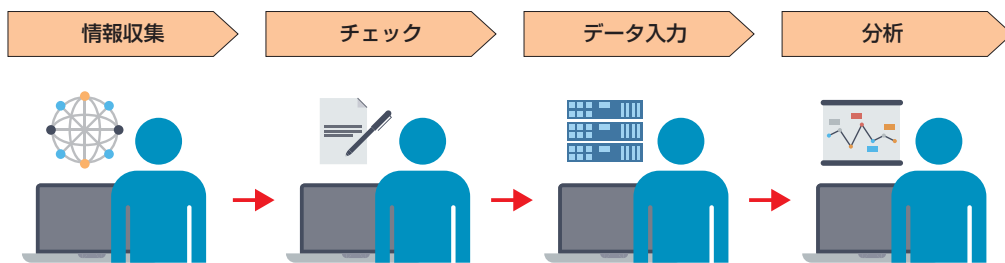 情報収集
チェック
データ入力
分析